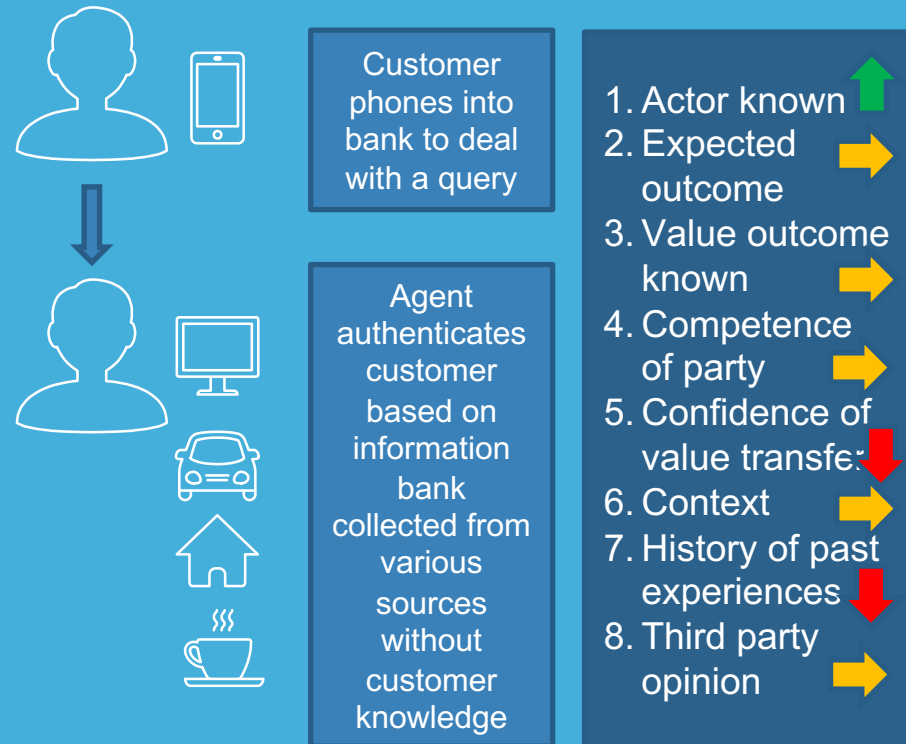 Customer
phones into
bank to deal
with a query
Agent
authenticates
customer
based on
information
bank
collected from
various
sources
without
customer
knowledge
1. Actor known
2. Expected
outcome
3. Value outcome
known
4. Competence
of party
5. Confidence of
value transfer
6. Context
7. History of past
experiences
8. Third party
opinion